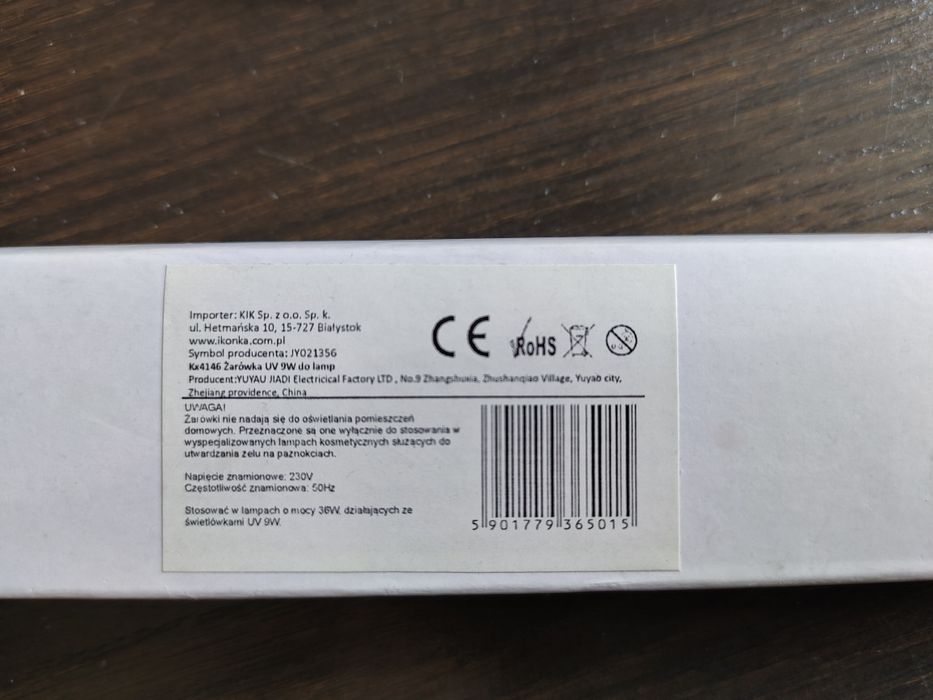 Importer: KIK Sp. z o.o. Sp. k.
ul. Hetmańska 10, 15-727 Białystok
www.ikonka.com.pl
Symbol producenta: JY021356
Kx4146 Żarówka UV 9W do lamp
Producent:YUYAU JIADI Electricical Factory LTD , No.9 Zhangshuxia, Zhushanqiao Village, Yuyao city,
Zhejiang providence, China
CE
RoHS
UWAGA!
Żarówki nie nadają się do oświetlania pomieszczeń
domowych. Przeznaczone są one wyłącznie do stosowania w
wyspecjalizowanych lampach kosmetycznych służących do
utwardzania żelu na paznokciach.
Napięcie znamionowe: 230V
Częstotliwość znamionowa: 50Hz
Stosować w lampach o mocy 36W, działających ze
świetlówkami UV 9W.
5 901779 365015